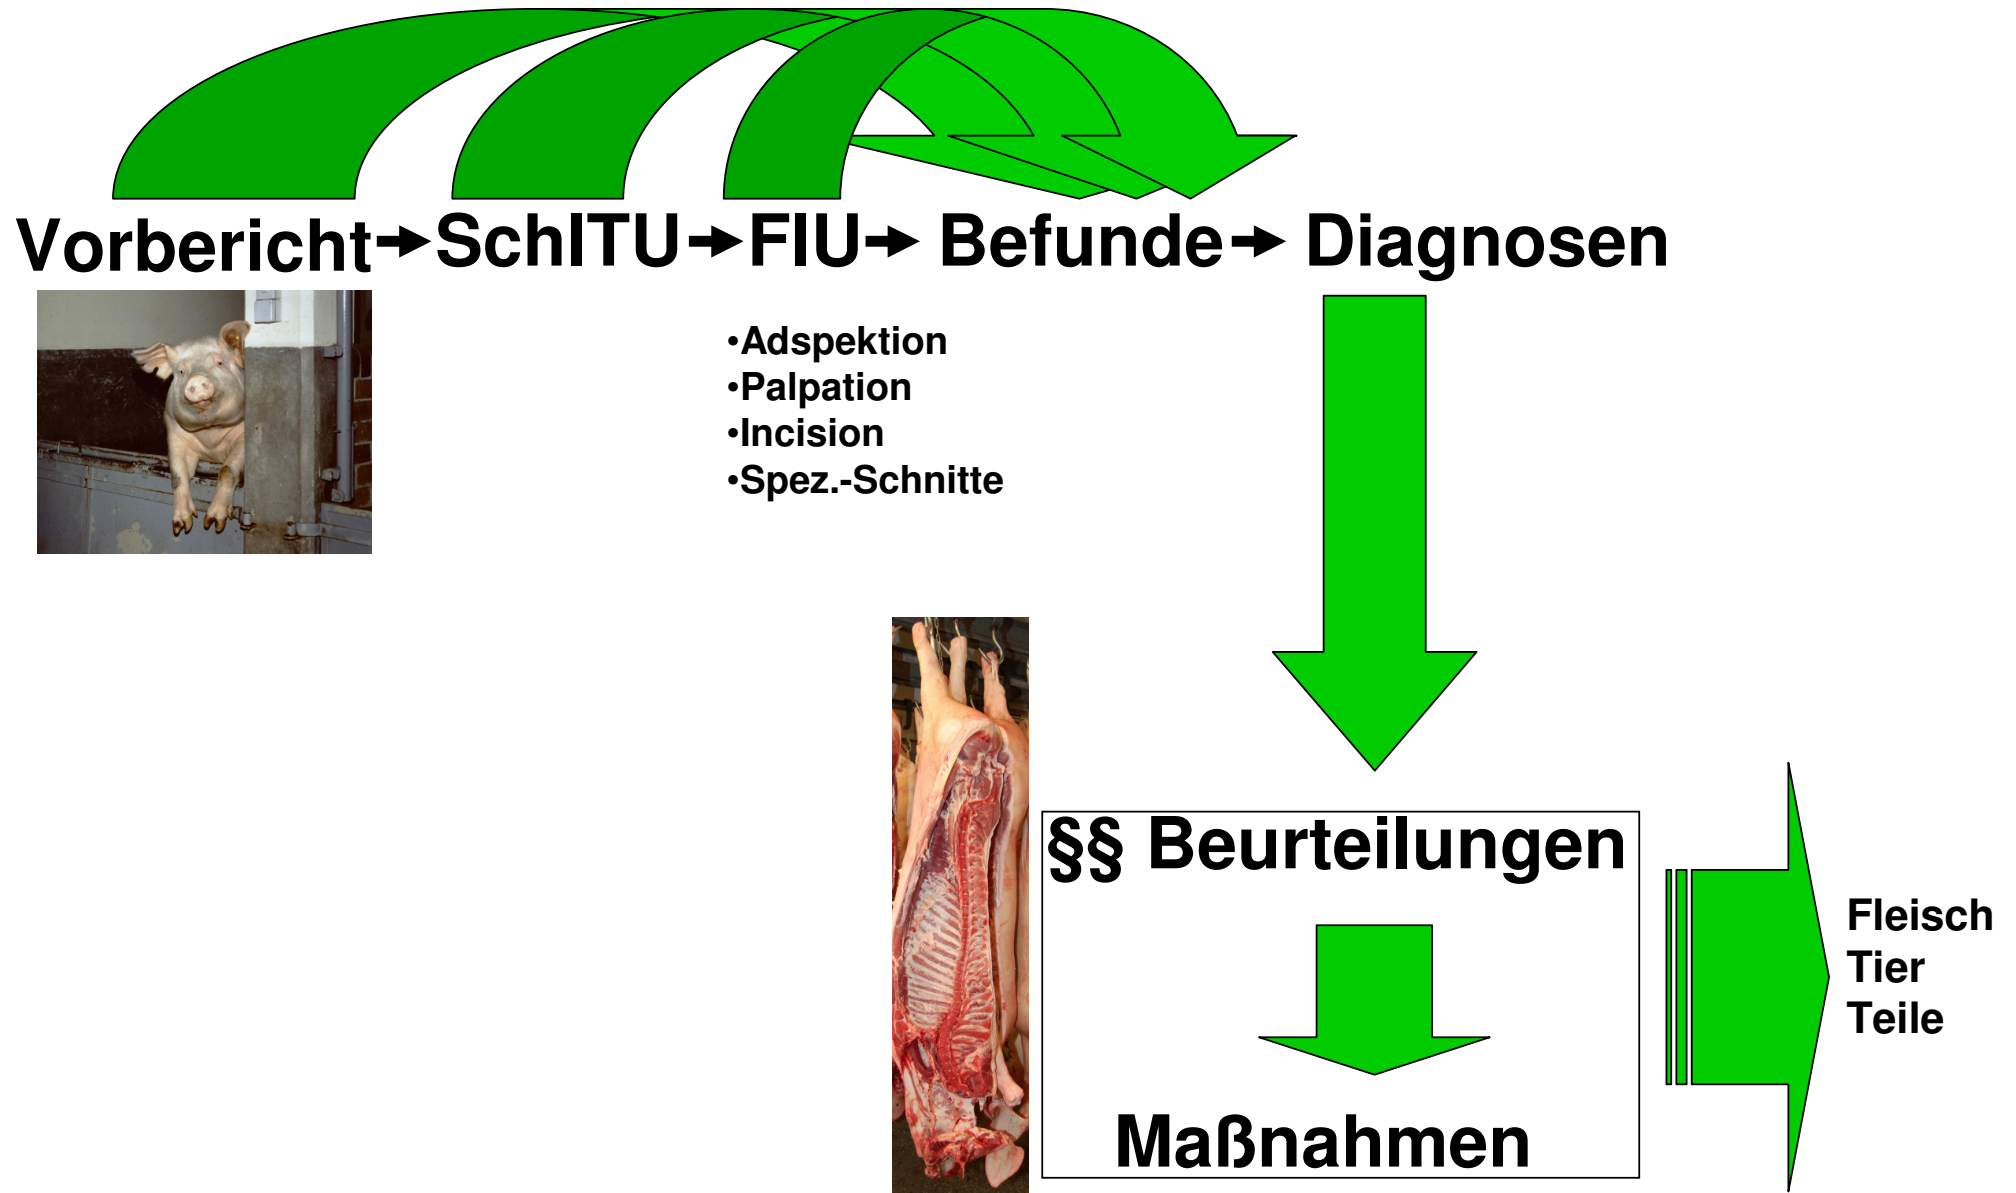 Vorbericht SchlTU FlU Befunde Diagnosen
•Adspektion
•Palpation
•Incision
•Spez.-Schnitte
§§ Beurteilungen
Maßnahmen
Fleisch
Tier
Teile